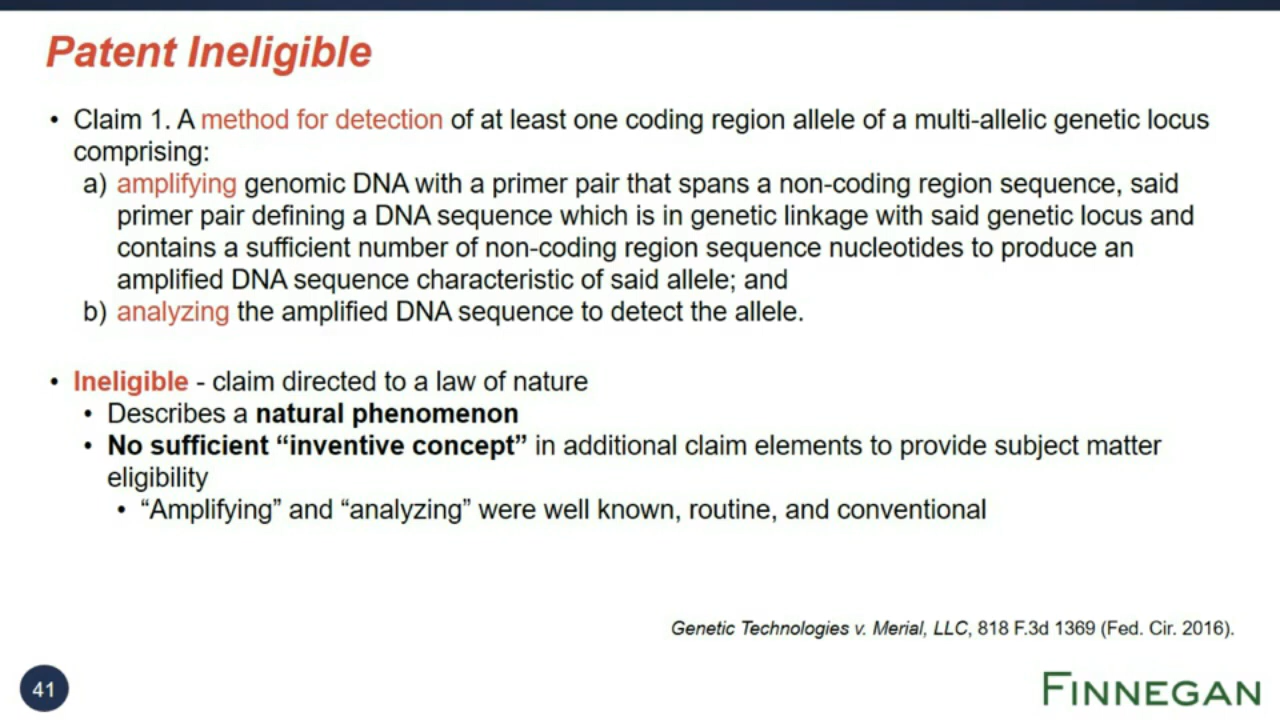 Patent Ineligible
• Claim 1. A method for detection of at least one coding region allele of a multi-allelic genetic locus
comprising:
a) amplifying genomic DNA with a primer pair that spans a non-coding region sequence, said
primer pair defining a DNA sequence which is in genetic linkage with said genetic locus and
contains a sufficient number of non-coding region sequence nucleotides to produce an
amplified DNA sequence characteristic of said allele; and
b) analyzing the amplified DNA sequence to detect the allele.
• Ineligible - claim directed to a law of nature
• Describes a natural phenomenon
• No sufficient “inventive concept” in additional claim elements to provide subject matter
eligibility
• “Amplifying” and “analyzing” were well known, routine, and conventional
Genetic Technologies v. Merial, LLC, 818 F.3d 1369 (Fed. Cir. 2016).
41
FINNEGAN